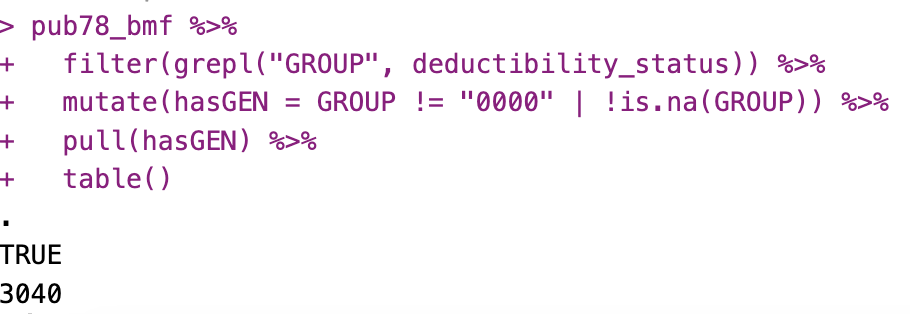 > pub78_bmf %>%
+   filter(grepl("GROUP", deductibility_status)) %>%
+   mutate(hasGEN = GROUP != "0000" | !is.na(GROUP)) %>%
+   pull(hasGEN) %>%
+   table()
.
TRUE
3040